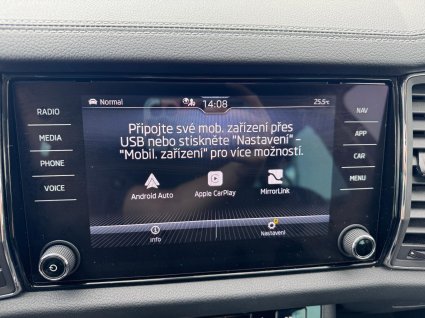 RADIO
MEDIA
PHONE
VOICE
Normal
14:08
25.5
Připojte své mob. zařízení přes
USB nebo stiskněte "Nastavení" –
"Mobil. zařízení" pro více možností.
Android Auto
Apple CarPlay
MirrorLink
Info
Nastavení
NAV
APP
CAR
MENU